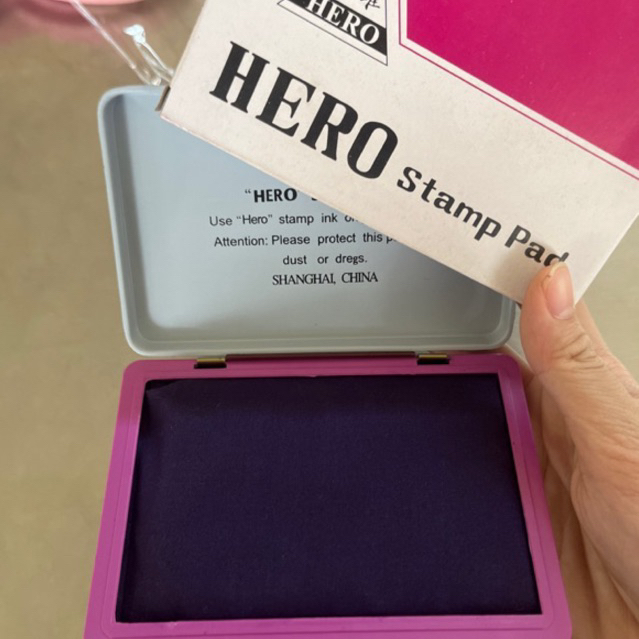 HERO
HERO Stamp Pad
"HERO"
Use "Hero" stamp ink
Attention: Please protect this
dust or dregs.
SHANGHAI, CHINA